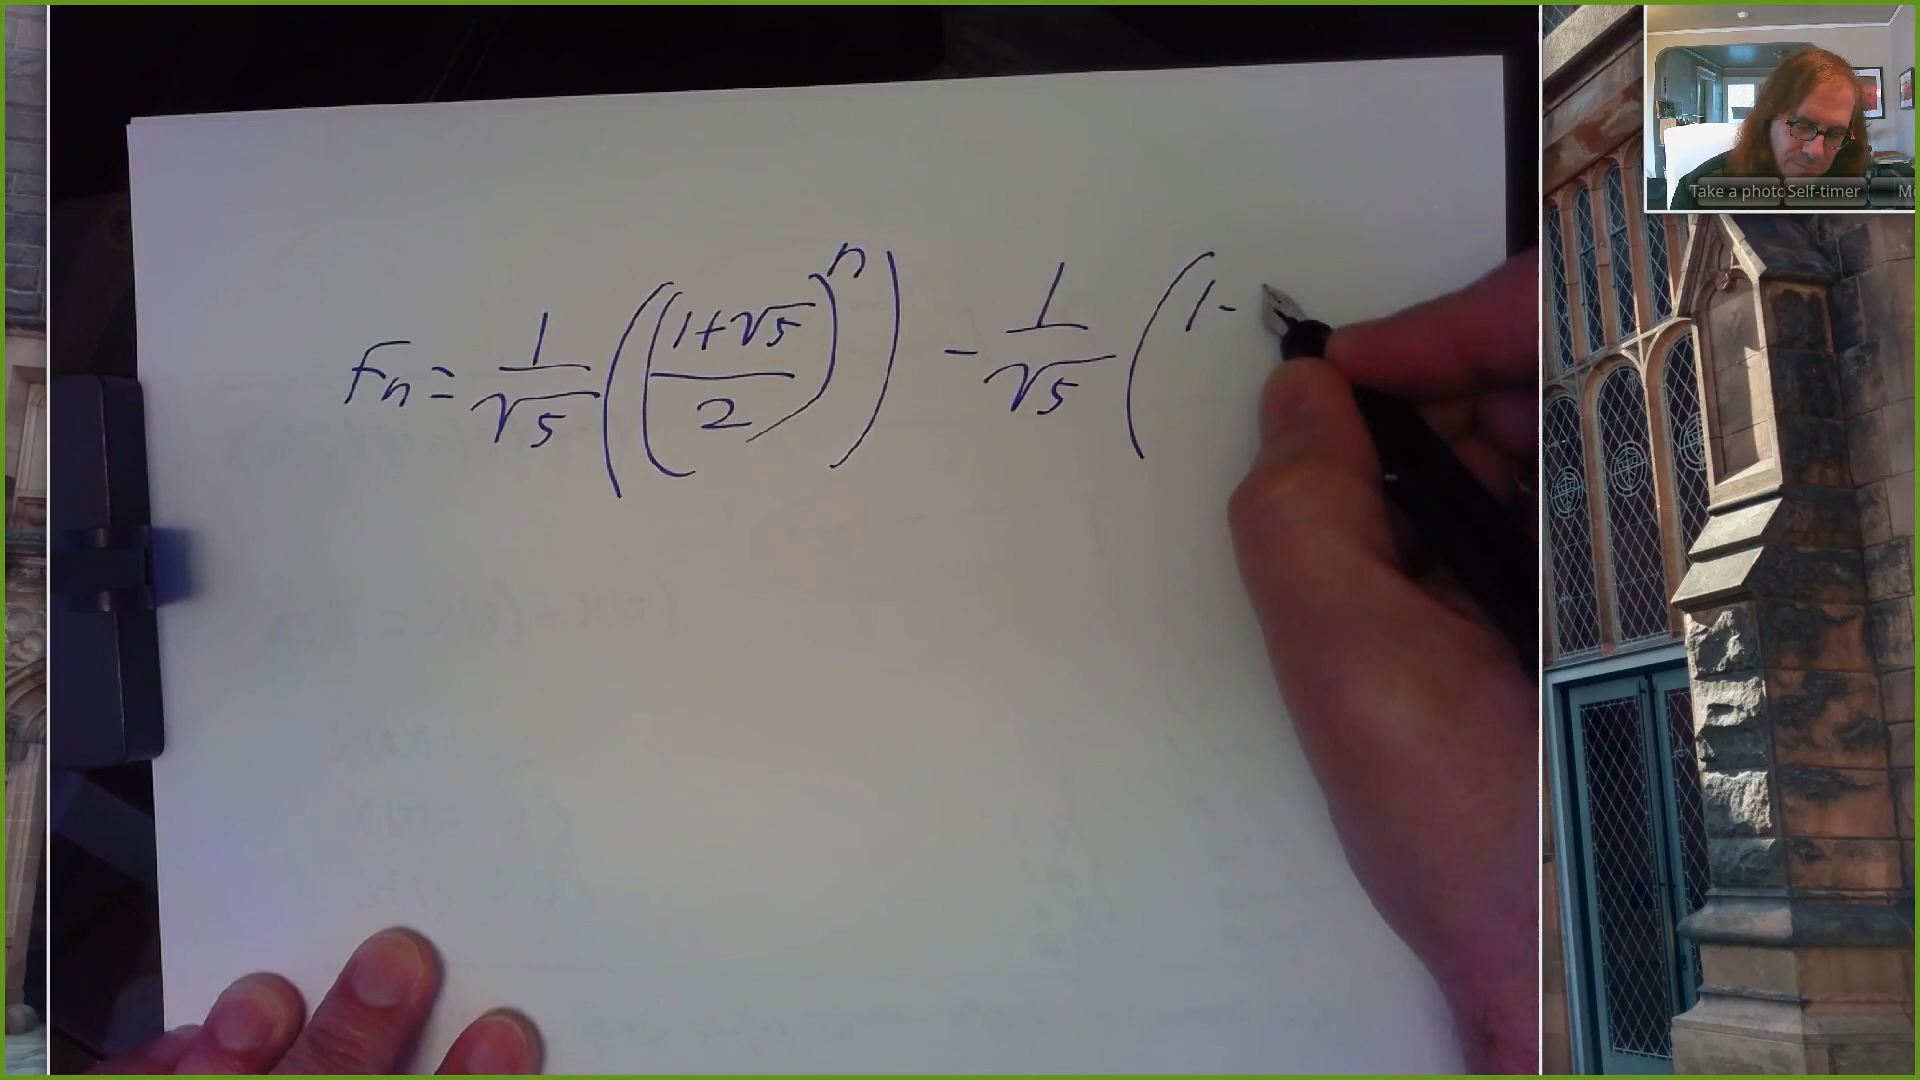 Fn = 1/√5 (((1+√5)/2)^n) - 1/√5 (1-
Take a photo Self-timer